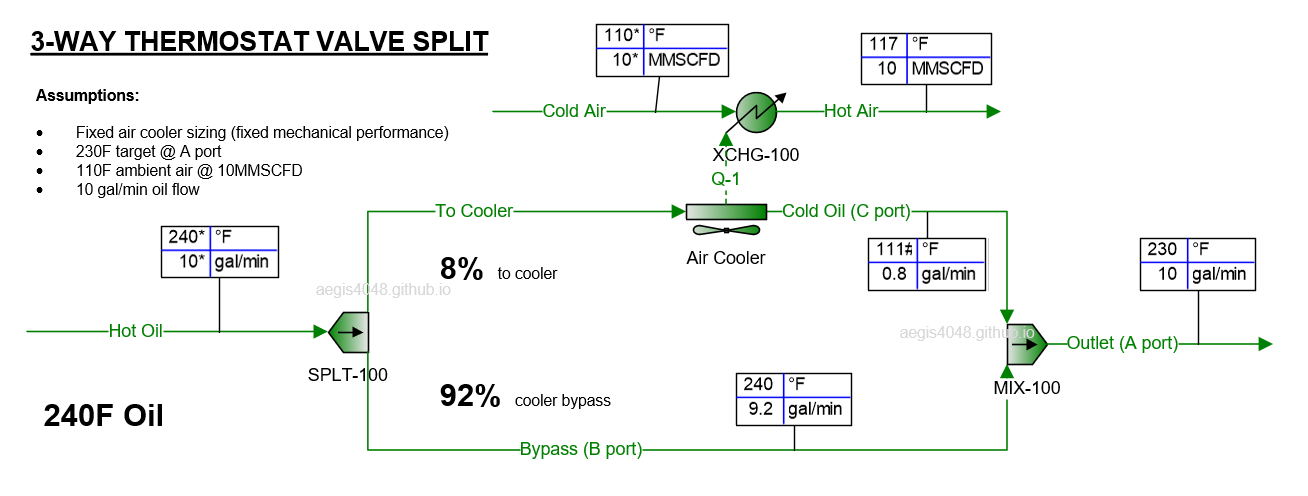 3-WAY THERMOSTAT VALVE SPLIT
Assumptions:
• Fixed air cooler sizing (fixed mechanical performance)
• 230F target @ A port
• 110F ambient air @ 10MMSCFD
• 10 gal/min oil flow
110* °F
10* MMSCFD
117 °F
10 MMSCFD
Cold Air
Hot Air
XCHG-100
Q-1
To Cooler
Cold Oil (C port)
Air Cooler
240* °F
10* gal/min
8% to cooler
111# °F
0.8 gal/min
230 °F
10 gal/min
aegis4048.github.io
Hot Oil
aegis4048.github.io
Outlet (A port)
SPLT-100
MIX-100
92% cooler bypass
240 °F
9.2 gal/min
240F Oil
Bypass (B port)